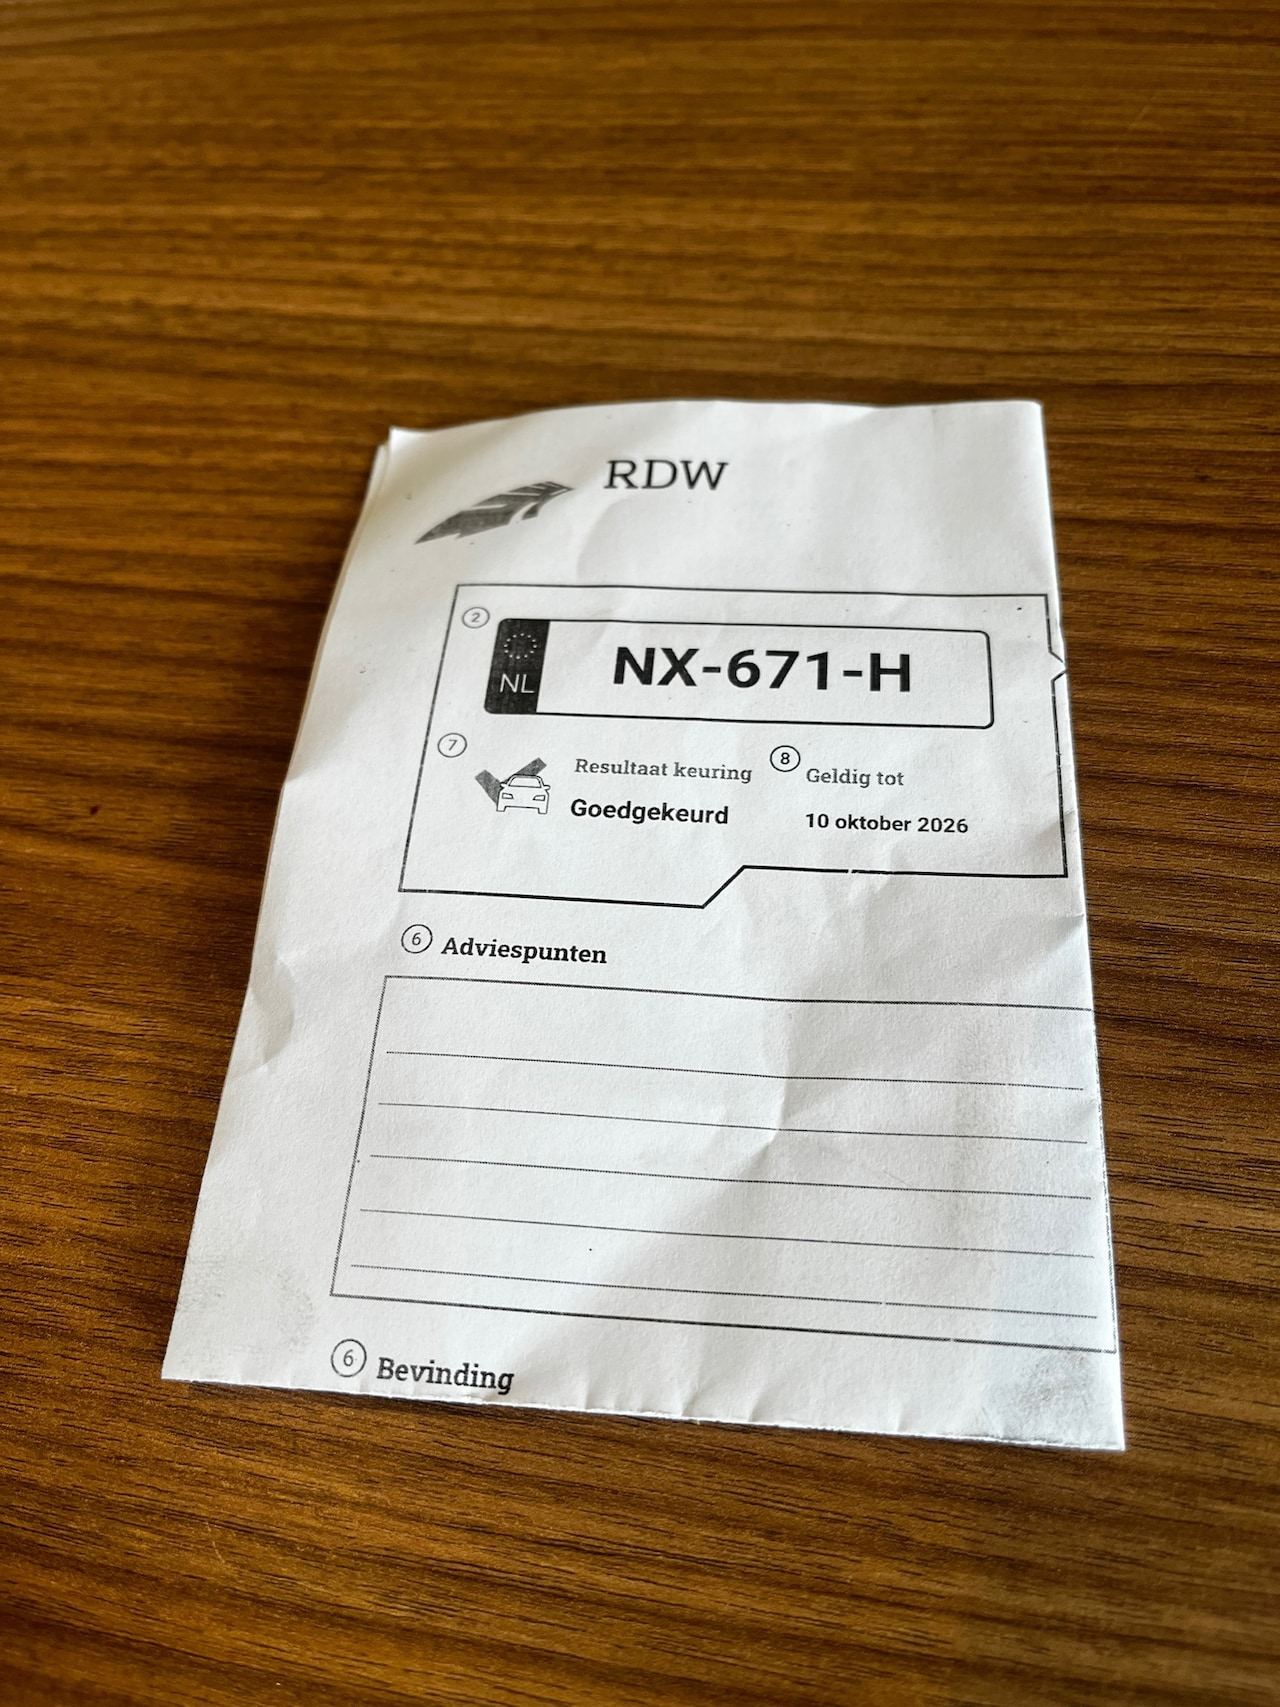 RDW
2
NL
NX-671-H
7
Resultaat keuring
8
Geldig tot
Goedgekeurd
10 oktober 2026
6 Adviespunten
6 Bevinding